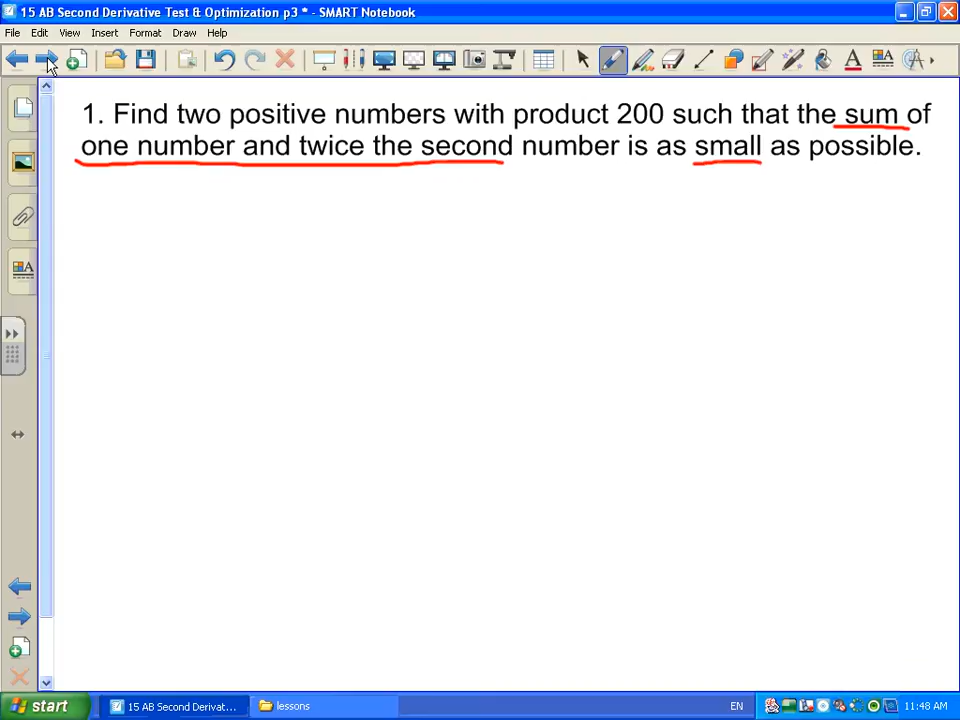 15 AB Second Derivative Test & Optimization p3 * - SMART Notebook
File Edit View Insert Format Draw Help
1. Find two positive numbers with product 200 such that the sum of
one number and twice the second number is as small as possible.
start 15 AB Second Derivat... lessons EN 11:48 AM